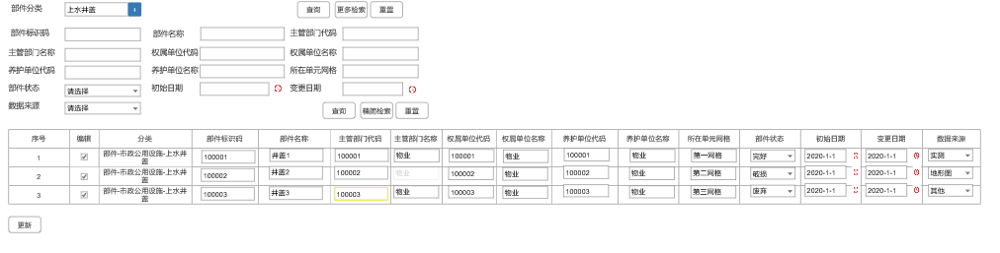 部件分类 上水井盖 + 查询 更多检索 重置
部件标识码 部件名称 主管部门代码
主管部门名称 权属单位代码 权属单位名称
养护单位代码 养护单位名称 所在单元网格
部件状态 请选择 初始日期 变更日期
数据来源 请选择 查询 精简检索 重置
序号 编辑 分类 部件标识码 部件名称 主管部门代码 主管部门名称 权属单位代码 权属单位名称 养护单位代码 养护单位名称 所在单元网格 部件状态 初始日期 变更日期 数据来源
1 部件-市政公用设施-上水井盖 100001 井盖1 100001 物业 100001 物业 100001 物业 第一网格 完好 2020-1-1 2020-1-1 实测
2 部件-市政公用设施-上水井盖 100002 井盖2 100002 物业 100002 物业 100002 物业 第二网格 破损 2020-1-1 2020-1-1 地形图
3 部件-市政公用设施-上水井盖 100003 井盖3 100003 物业 100003 物业 100003 物业 第三网格 废弃 2020-1-1 2020-1-1 其他
更新